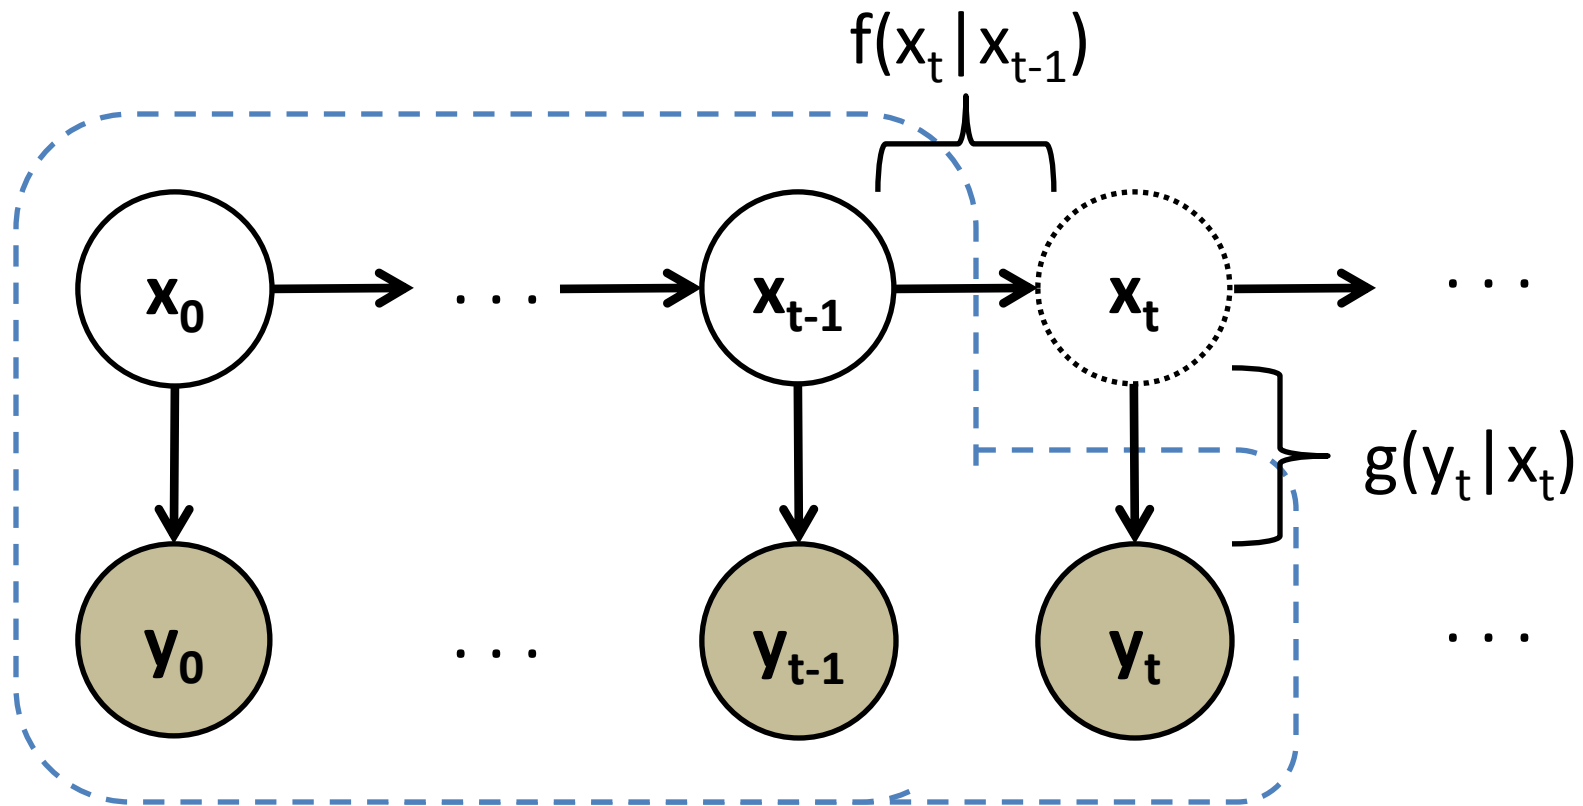 f(xₜ|xₜ₋₁)
x₀ . . . xₜ₋₁ xₜ . . .
g(yₜ|xₜ)
y₀ . . . yₜ₋₁ yₜ . . .